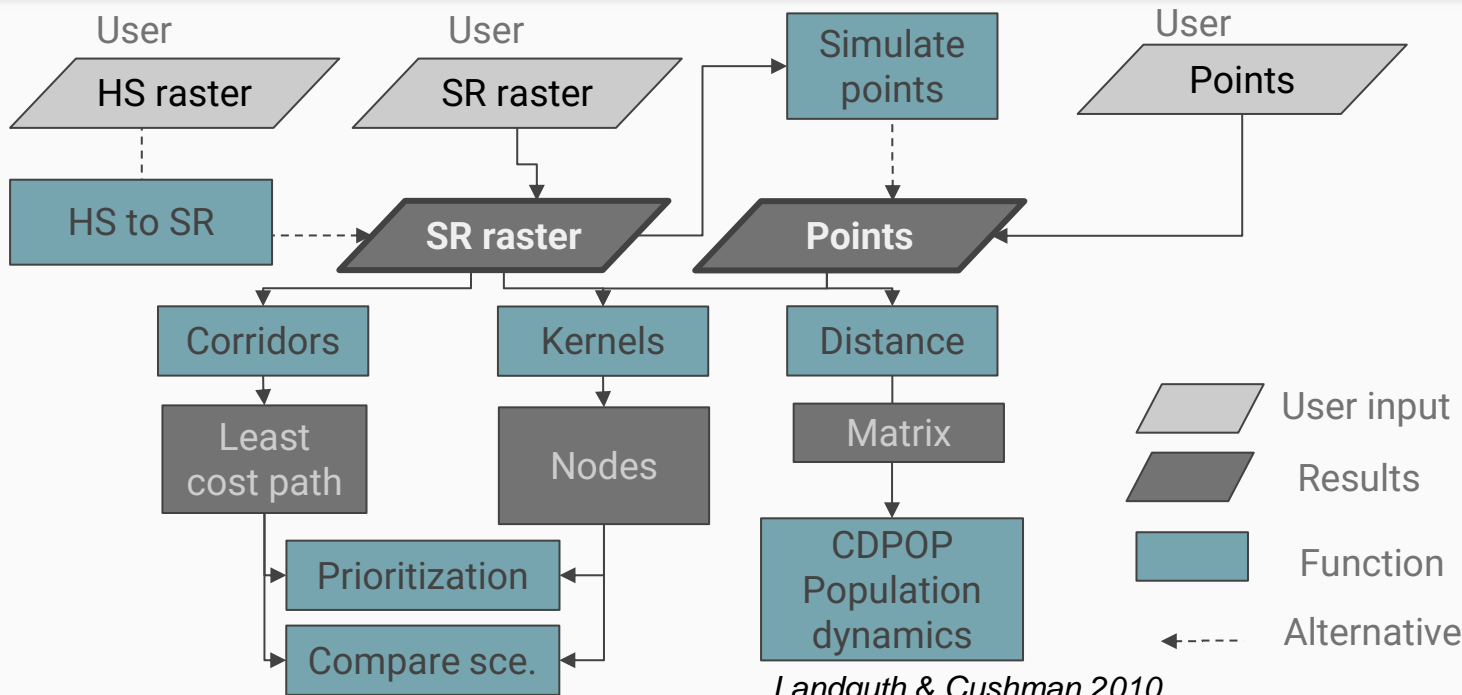 User
HS raster
User
SR raster
Simulate
points
User
Points
HS to SR
SR raster
Points
Corridors
Kernels
Distance
Least
cost path
Nodes
Matrix
Prioritization
Compare sce.
CDPOP
Population
dynamics
Landguth & Cushman 2010
User input
Results
Function
Alternative